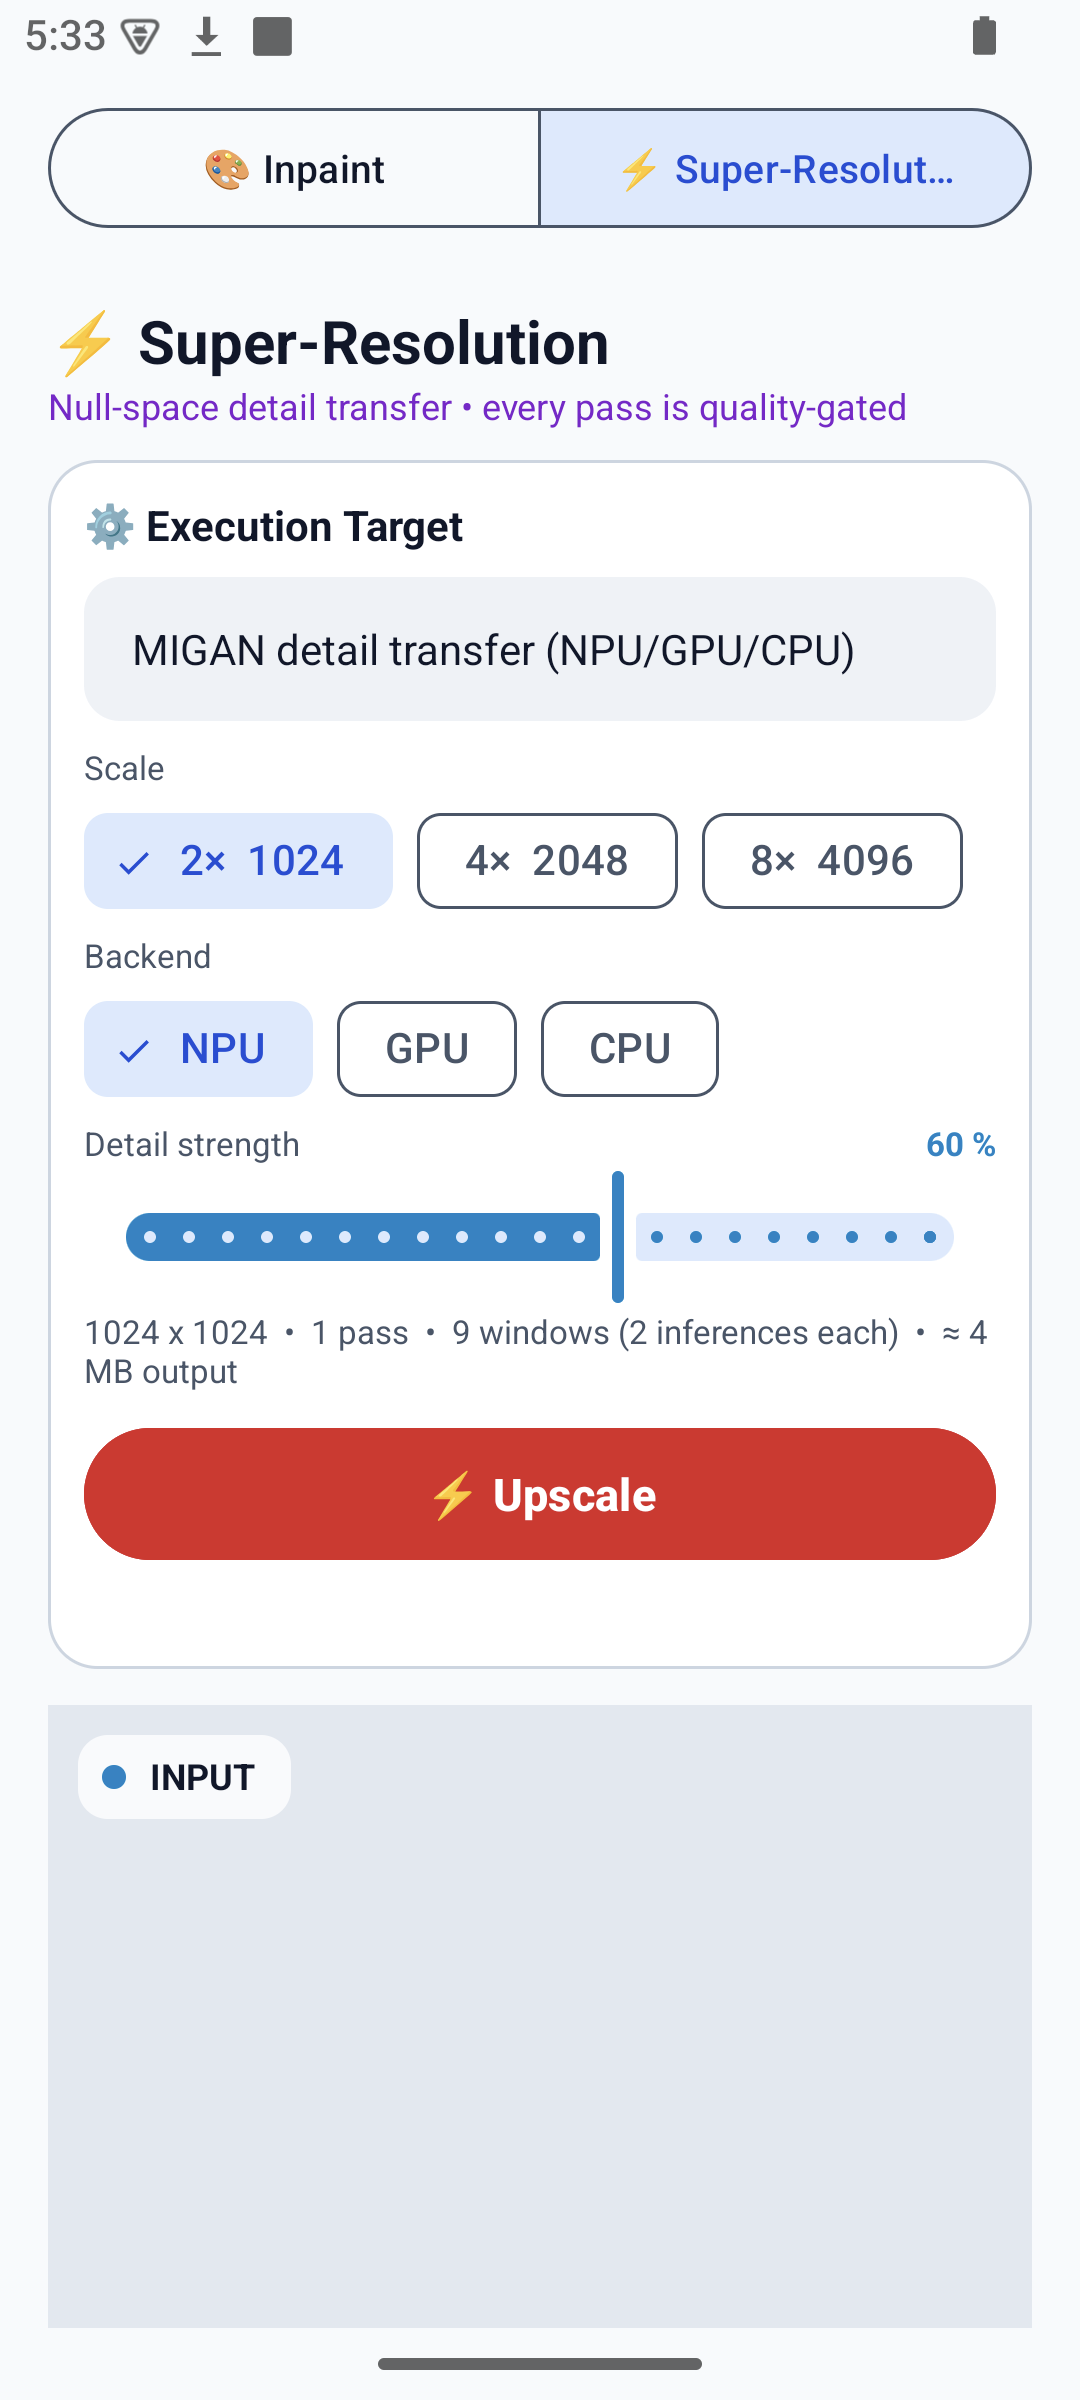 5:33
🎨 Inpaint
⚡ Super-Resolut...
⚡ Super-Resolution
Null-space detail transfer • every pass is quality-gated
⚙️ Execution Target
MIGAN detail transfer (NPU/GPU/CPU)
Scale
✓ 2× 1024
4× 2048
8× 4096
Backend
✓ NPU
GPU
CPU
Detail strength
60 %
1024 x 1024 • 1 pass • 9 windows (2 inferences each) • ≈ 4
MB output
⚡ Upscale
INPUT